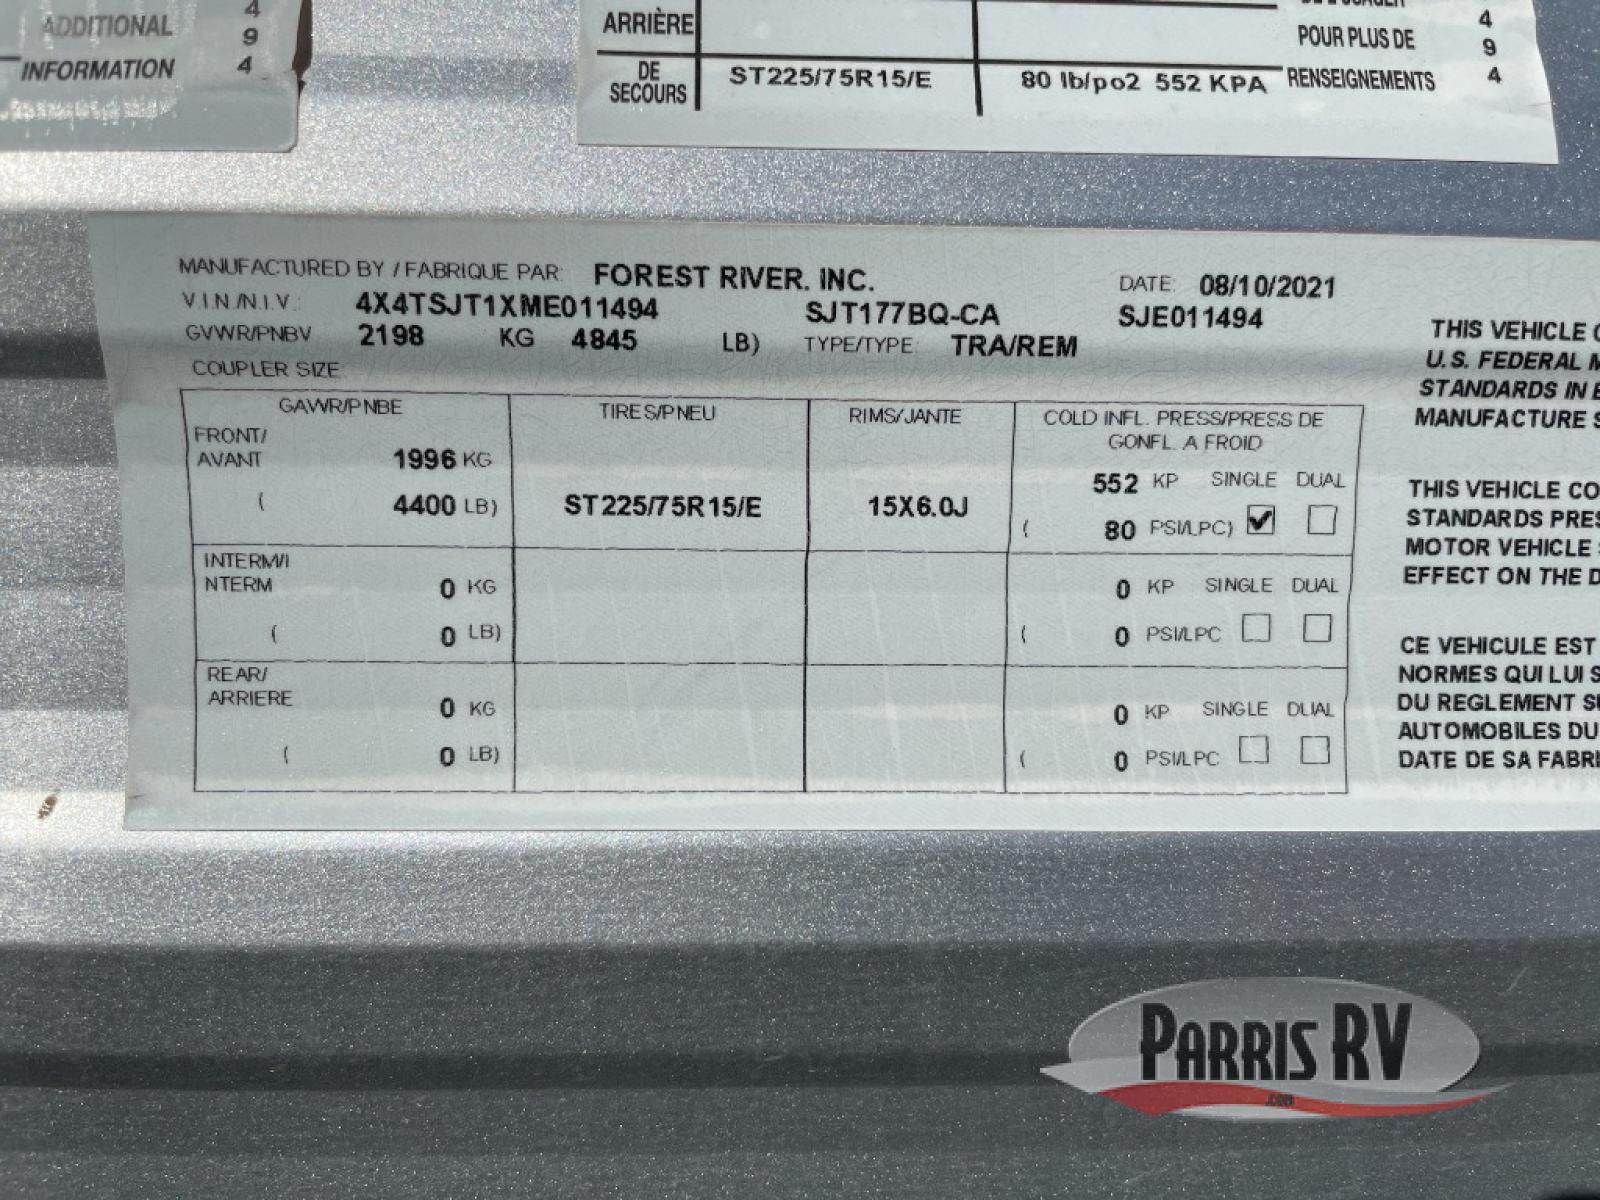 ADDITIONAL
INFORMATION
4
9
4
ARRIÈRE
DE
SECOURS
ST225/75R15/E
80 lb/po2 552 KPA
POUR PLUS DE
RENSEIGNEMENTS
4
9
4
MANUFACTURED BY / FABRIQUE PAR: FOREST RIVER. INC. DATE: 08/10/2021
V.I.N./N.I.V.: 4X4TSJT1XME011494 SJT177BQ-CA SJE011494
GVWR/PNBV 2198 KG 4845 LB) TYPE/TYPE: TRA/REM
COUPLER SIZE:
GAWR/PNBE TIRES/PNEU RIMS/JANTE COLD INFL. PRESS/PRESS DE
GONFL. A FROID
FRONT/
AVANT 1996 KG 552 KP SINGLE DUAL
( 4400 LB) ST225/75R15/E 15X6.0J ( 80 PSI/LPC)
INTERM/I
NTERM 0 KG 0 KP SINGLE DUAL
( 0 LB) ( 0 PSI/LPC
REAR/
ARRIERE 0 KG 0 KP SINGLE DUAL
( 0 LB) ( 0 PSI/LPC
THIS VEHICLE
U.S. FEDERAL
STANDARDS IN
MANUFACTURE
THIS VEHICLE CO
STANDARDS PRES
MOTOR VEHICLE
EFFECT ON THE D
CE VEHICULE EST
NORMES QUI LUI S
DU REGLEMENT SU
AUTOMOBILES DU
DATE DE SA FABRI
PARRIS RV
.COM